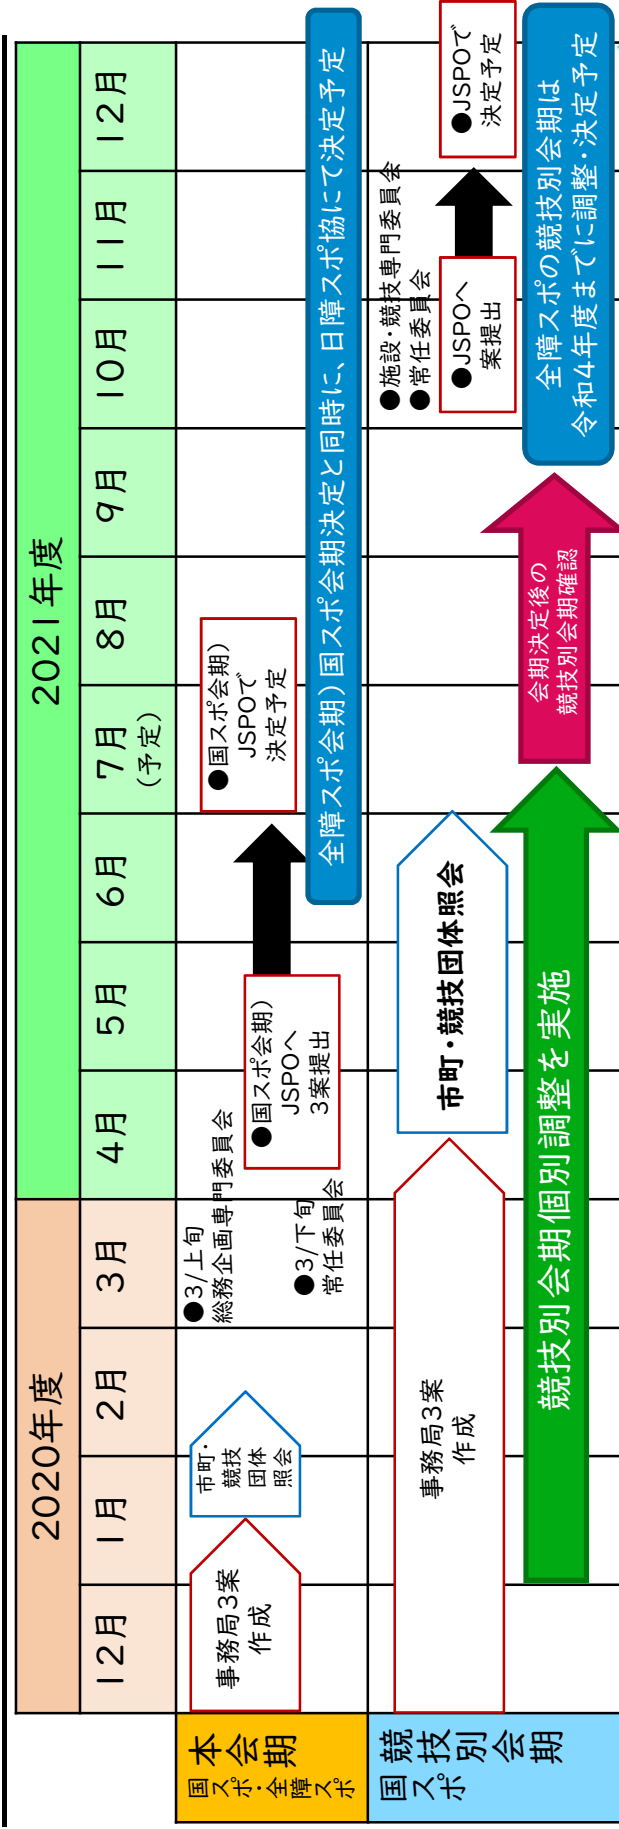 2020年度
2021年度
12月
1月
2月
3月
4月
5月
6月
7月
(予定)
8月
9月
10月
11月
12月
本会期
国スポ・全障スポ
事務局3案
作成
市町・
競技
団体
照会
●3/上旬
総務企画専門委員会
●3/下旬
常任委員会
●国スポ会期)
JSPOへ
3案提出
●国スポ会期)
JSPOで
決定予定
全障スポ会期)国スポ会期決定と同時に、日障スポ協にて決定予定
競技別会期
国スポ
事務局3案
作成
市町・競技団体照会
●施設・競技専門委員会
●常任委員会
●JSPOへ
案提出
●JSPOで
決定予定
競技別会期個別調整を実施
会期決定後の
競技別会期確認
全障スポの競技別会期は
令和4年度までに調整・決定予定